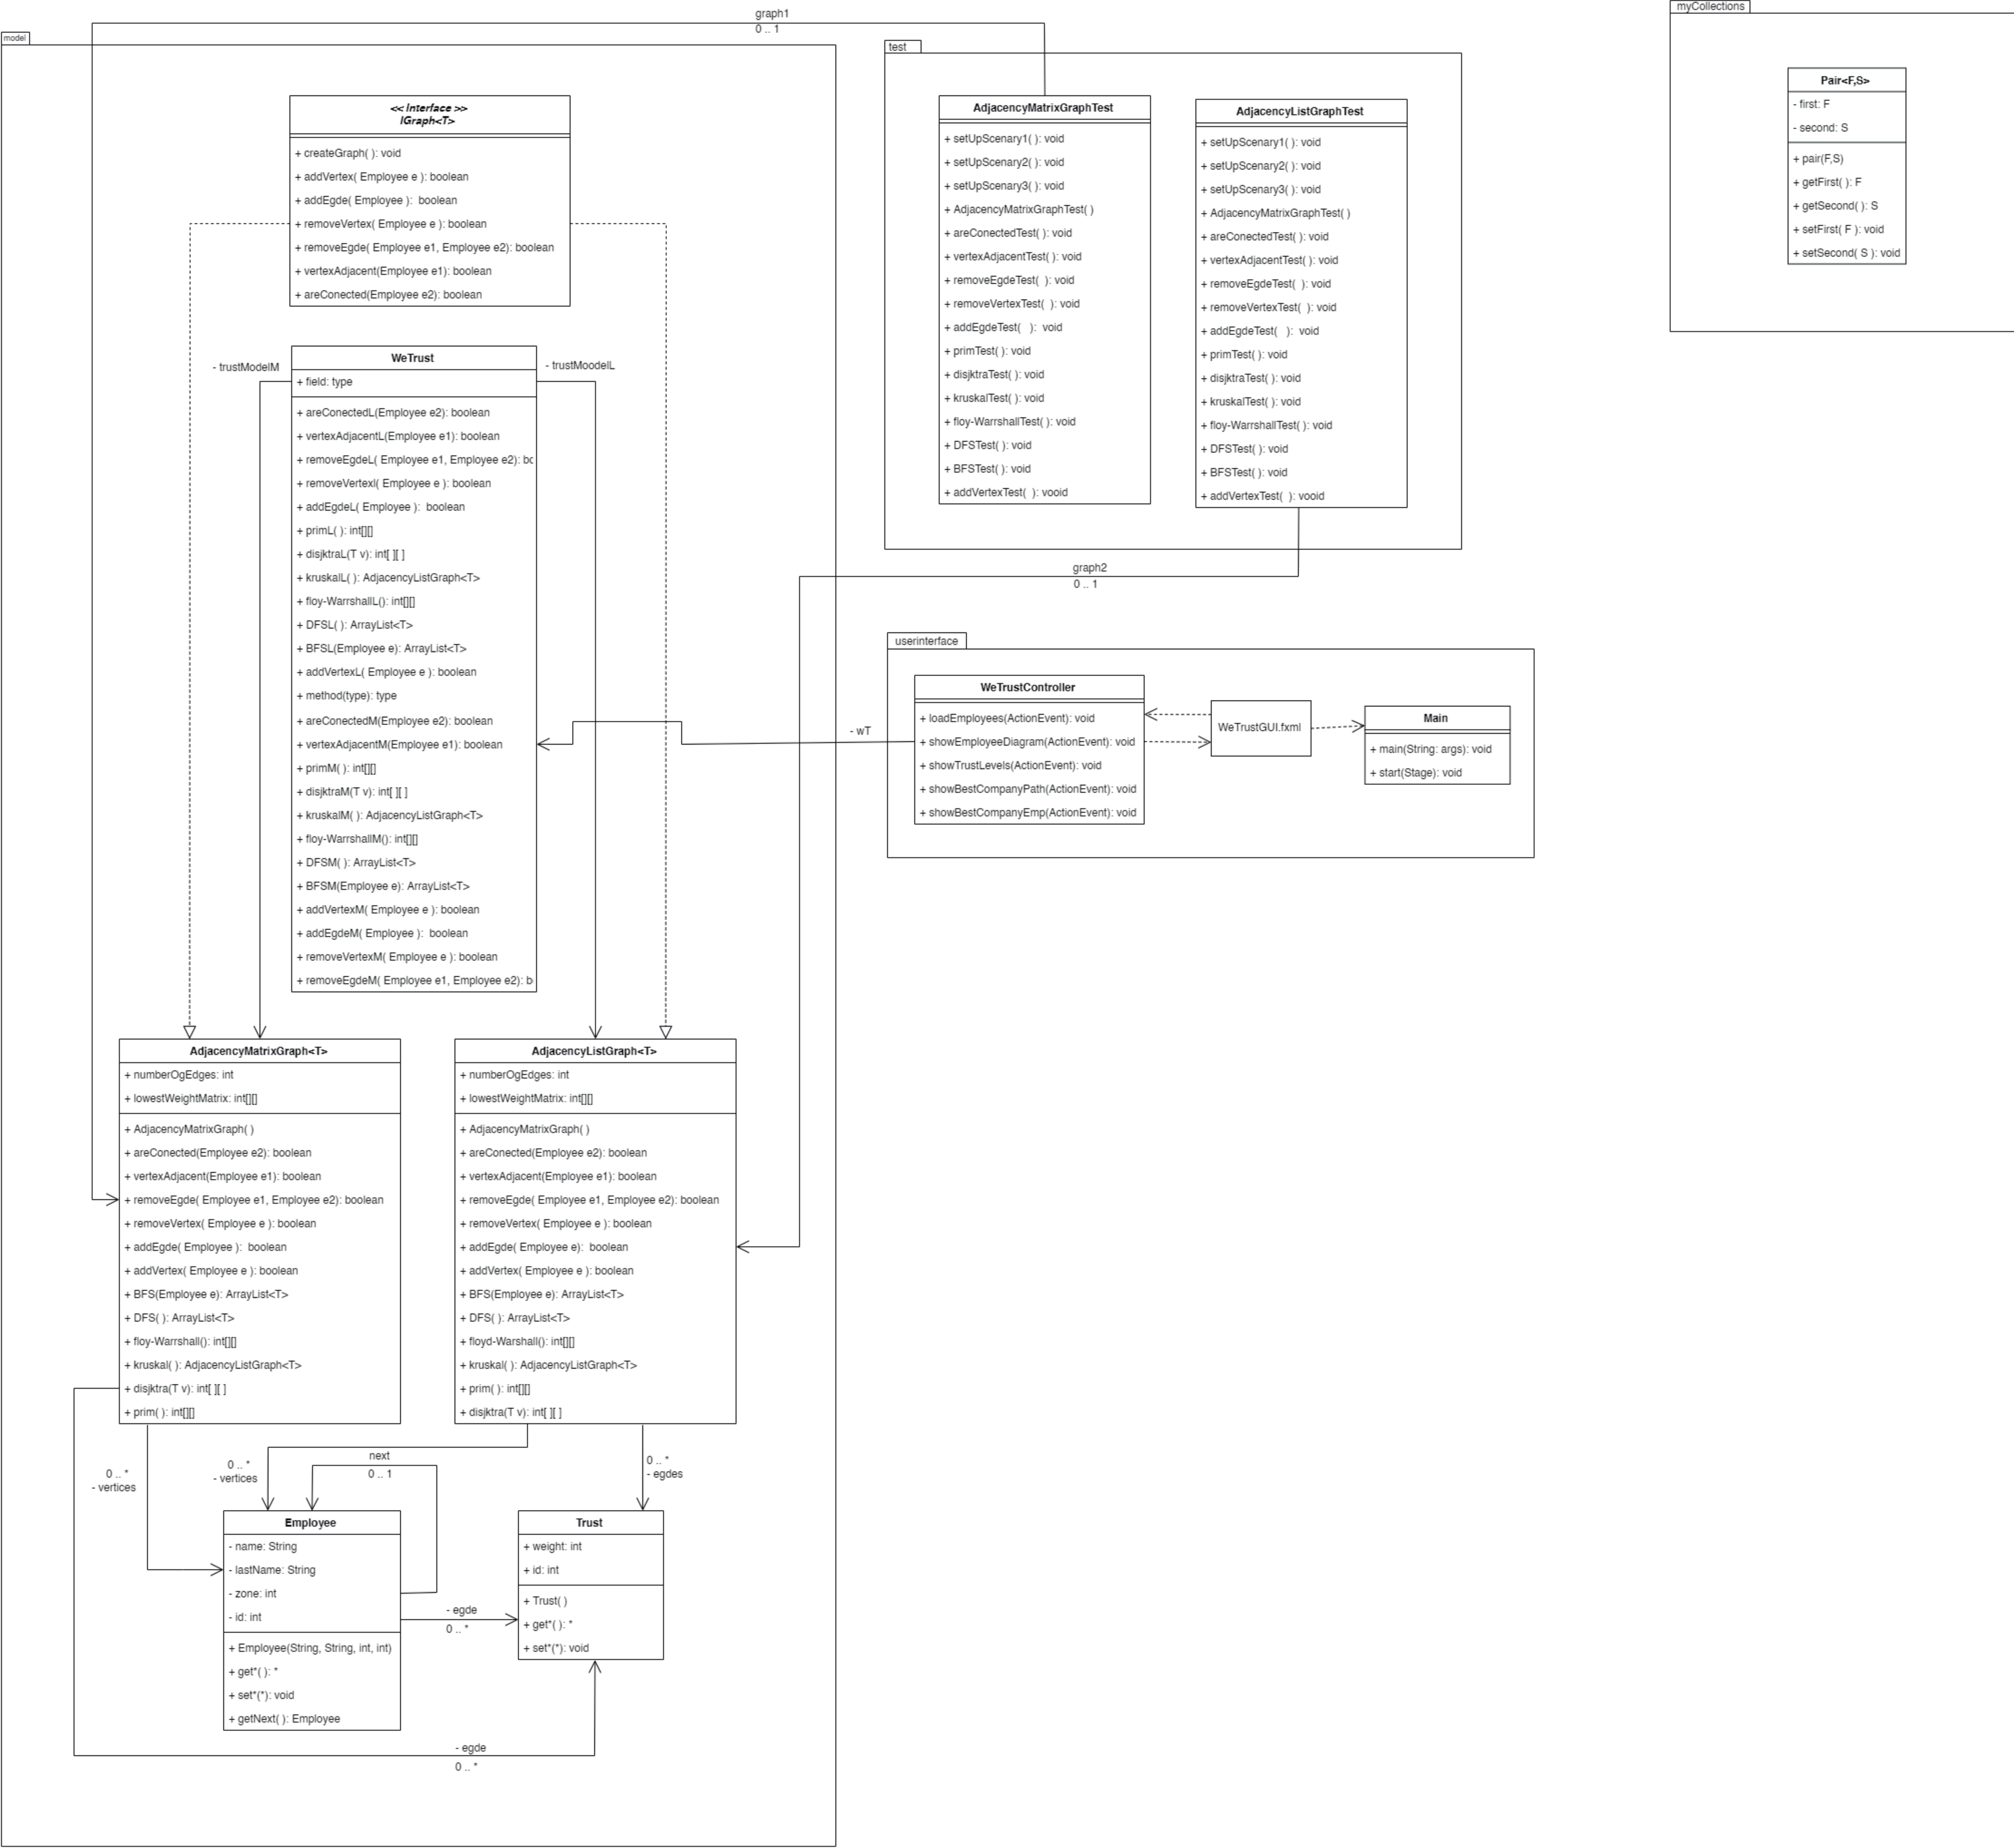 graph1
0 .. 1
model
<< Interface >>
IGraph<T>
+ createGraph( ): void
+ addVertex( Employee e ): boolean
+ addEgde( Employee ):  boolean
+ removeVertex( Employee e ): boolean
+ removeEgde( Employee e1, Employee e2): boolean
+ vertexAdjacent(Employee e1): boolean
+ areConected(Employee e2): boolean
- trustModelM
- trustMoodelL
WeTrust
+ field: type
+ areConectedL(Employee e2): boolean
+ vertexAdjacentL(Employee e1): boolean
+ removeEgdeL( Employee e1, Employee e2): bo
+ removeVertexl( Employee e ): boolean
+ addEgdeL( Employee ):  boolean
+ primL( ): int[][]
+ disjktraL(T v): int[ ][ ]
+ kruskalL( ): AdjacencyListGraph<T>
+ floy-WarrshallL(): int[][]
+ DFSL( ): ArrayList<T>
+ BFSL(Employee e): ArrayList<T>
+ addVertexL( Employee e ): boolean
+ method(type): type
+ areConectedM(Employee e2): boolean
+ vertexAdjacentM(Employee e1): boolean
+ primM( ): int[][]
+ disjktraM(T v): int[ ][ ]
+ kruskalM( ): AdjacencyListGraph<T>
+ floy-WarrshallM(): int[][]
+ DFSM( ): ArrayList<T>
+ BFSM(Employee e): ArrayList<T>
+ addVertexM( Employee e ): boolean
+ addEgdeM( Employee ):  boolean
+ removeVertexM( Employee e ): boolean
+ removeEgdeM( Employee e1, Employee e2): b
AdjacencyMatrixGraph<T>
+ numberOgEdges: int
+ lowestWeightMatrix: int[][]
+ AdjacencyMatrixGraph( )
+ areConected(Employee e2): boolean
+ vertexAdjacent(Employee e1): boolean
+ removeEgde( Employee e1, Employee e2): boolean
+ removeVertex( Employee e ): boolean
+ addEgde( Employee ):  boolean
+ addVertex( Employee e ): boolean
+ BFS(Employee e): ArrayList<T>
+ DFS( ): ArrayList<T>
+ floy-Warrshall(): int[][]
+ kruskal( ): AdjacencyListGraph<T>
+ disjktra(T v): int[ ][ ]
+ prim( ): int[][]
AdjacencyListGraph<T>
+ numberOgEdges: int
+ lowestWeightMatrix: int[][]
+ AdjacencyMatrixGraph( )
+ areConected(Employee e2): boolean
+ vertexAdjacent(Employee e1): boolean
+ removeEgde( Employee e1, Employee e2): boolean
+ removeVertex( Employee e ): boolean
+ addEgde( Employee e):  boolean
+ addVertex( Employee e ): boolean
+ BFS(Employee e): ArrayList<T>
+ DFS( ): ArrayList<T>
+ floyd-Warshall(): int[][]
+ kruskal( ): AdjacencyListGraph<T>
+ prim( ): int[][]
+ disjktra(T v): int[ ][ ]
0 .. *
- vertices
0 .. *
- vertices
next
0 .. 1
0 .. *
- egdes
Employee
- name: String
- lastName: String
- zone: int
- id: int
+ Employee(String, String, int, int)
+ get*( ): *
+ set*(*): void
+ getNext( ): Employee
- egde
0 .. *
Trust
+ weight: int
+ id: int
+ Trust( )
+ get*( ): *
+ set*(*): void
- egde
0 .. *
test
AdjacencyMatrixGraphTest
+ setUpScenary1( ): void
+ setUpScenary2( ): void
+ setUpScenary3( ): void
+ AdjacencyMatrixGraphTest( )
+ areConectedTest( ): void
+ vertexAdjacentTest( ): void
+ removeEgdeTest(  ): void
+ removeVertexTest(  ): void
+ addEgdeTest(   ):  void
+ primTest( ): void
+ disjktraTest( ): void
+ kruskalTest( ): void
+ floy-WarrshallTest( ): void
+ DFSTest( ): void
+ BFSTest( ): void
+ addVertexTest(  ): vooid
AdjacencyListGraphTest
+ setUpScenary1( ): void
+ setUpScenary2( ): void
+ setUpScenary3( ): void
+ AdjacencyMatrixGraphTest( )
+ areConectedTest( ): void
+ vertexAdjacentTest( ): void
+ removeEgdeTest(  ): void
+ removeVertexTest(  ): void
+ addEgdeTest(   ):  void
+ primTest( ): void
+ disjktraTest( ): void
+ kruskalTest( ): void
+ floy-WarrshallTest( ): void
+ DFSTest( ): void
+ BFSTest( ): void
+ addVertexTest(  ): vooid
graph2
0 .. 1
userinterface
- wT
WeTrustController
+ loadEmployees(ActionEvent): void
+ showEmployeeDiagram(ActionEvent): void
+ showTrustLevels(ActionEvent): void
+ showBestCompanyPath(ActionEvent): void
+ showBestCompanyEmp(ActionEvent): void
WeTrustGUI.fxml
Main
+ main(String: args): void
+ start(Stage): void
myCollections
Pair<F,S>
- first: F
- second: S
+ pair(F,S)
+ getFirst( ): F
+ getSecond( ): S
+ setFirst( F ): void
+ setSecond( S ): void